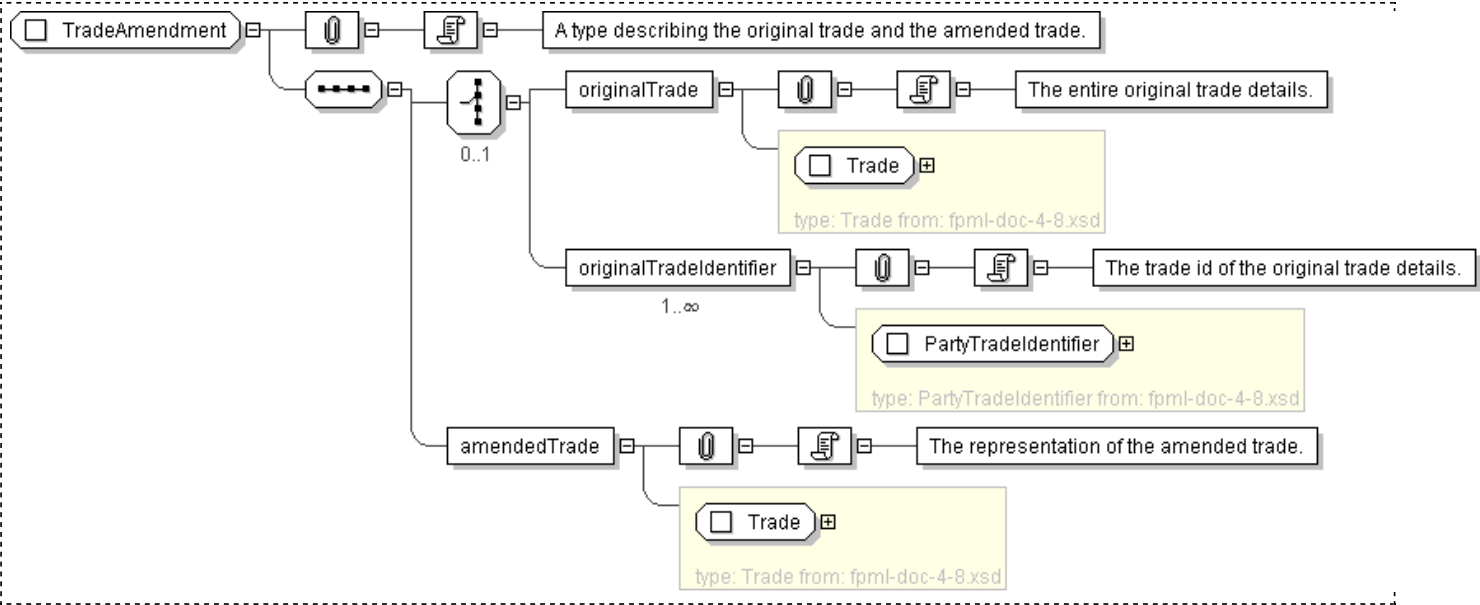 TradeAmendment
A type describing the original trade and the amended trade.
originalTrade
The entire original trade details.
0..1
Trade
type: Trade from: fpml-doc-4-8.xsd
originalTradeIdentifier
The trade id of the original trade details.
1..∞
PartyTradeIdentifier
type: PartyTradeIdentifier from: fpml-doc-4-8.xsd
amendedTrade
The representation of the amended trade.
Trade
type: Trade from: fpml-doc-4-8.xsd